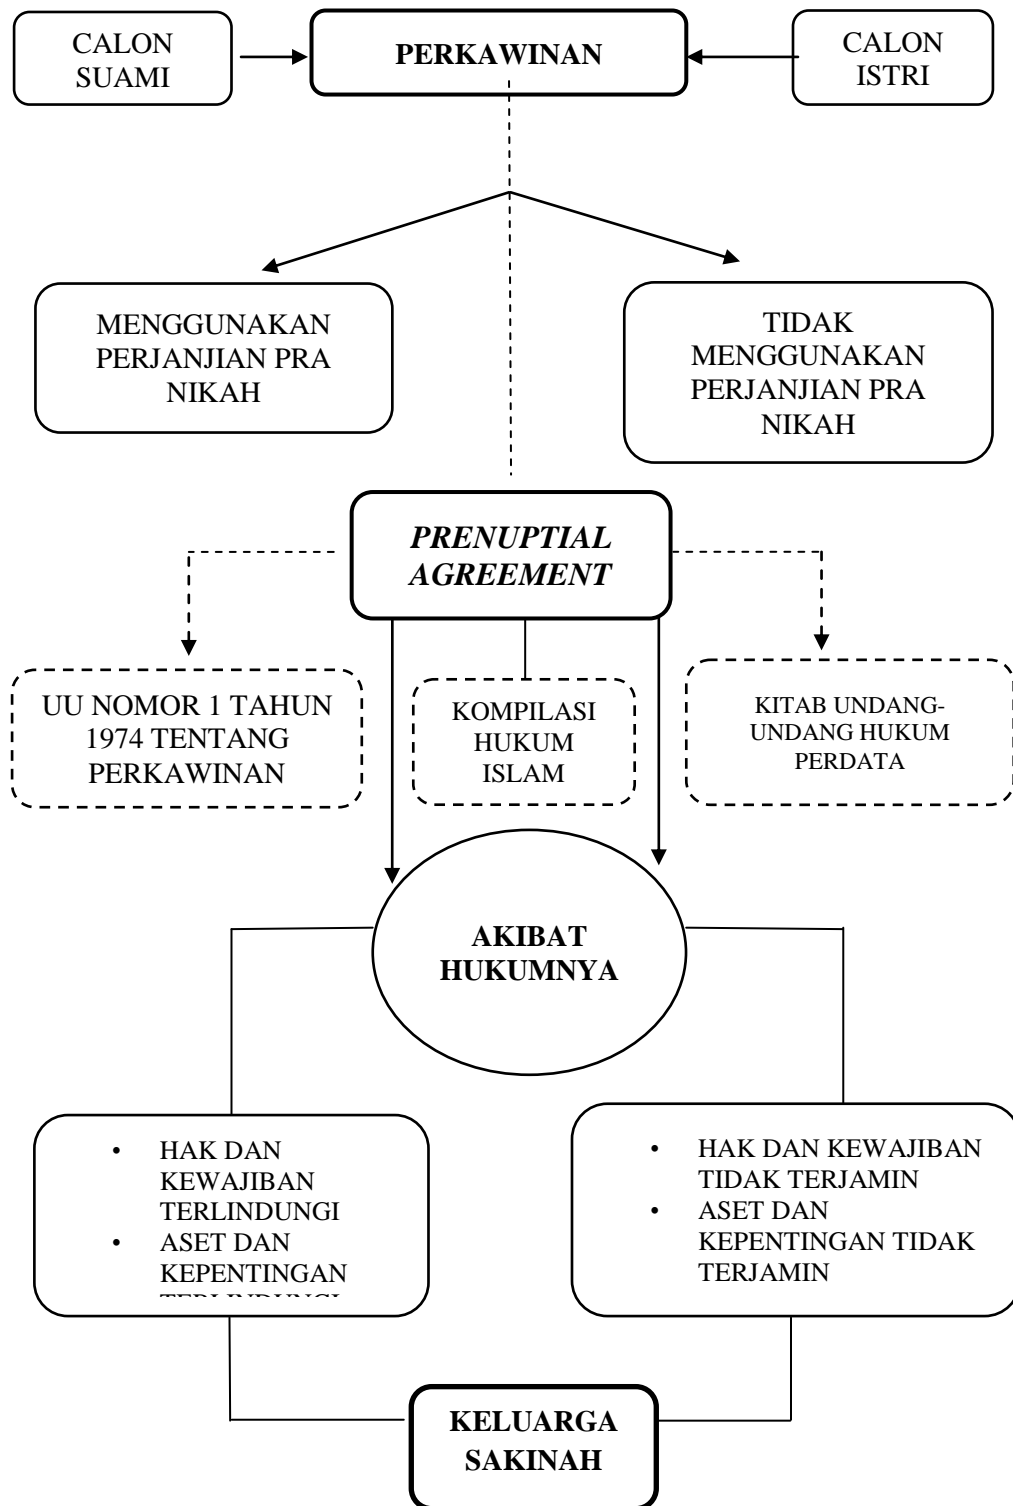 CALON
SUAMI
PERKAWINAN
CALON
ISTRI
MENGGUNAKAN
PERJANJIAN PRA
NIKAH
TIDAK
MENGGUNAKAN
PERJANJIAN PRA
NIKAH
PRENUPTIAL
AGREEMENT
UU NOMOR 1 TAHUN
1974 TENTANG
PERKAWINAN
KOMPILASI
HUKUM
ISLAM
KITAB UNDANG-
UNDANG HUKUM
PERDATA
AKIBAT
HUKUMNYA
• HAK DAN
KEWAJIBAN
TERLINDUNGI
• ASET DAN
KEPENTINGAN
TERLINDUNGI
• HAK DAN KEWAJIBAN
TIDAK TERJAMIN
• ASET DAN
KEPENTINGAN TIDAK
TERJAMIN
KELUARGA
SAKINAH